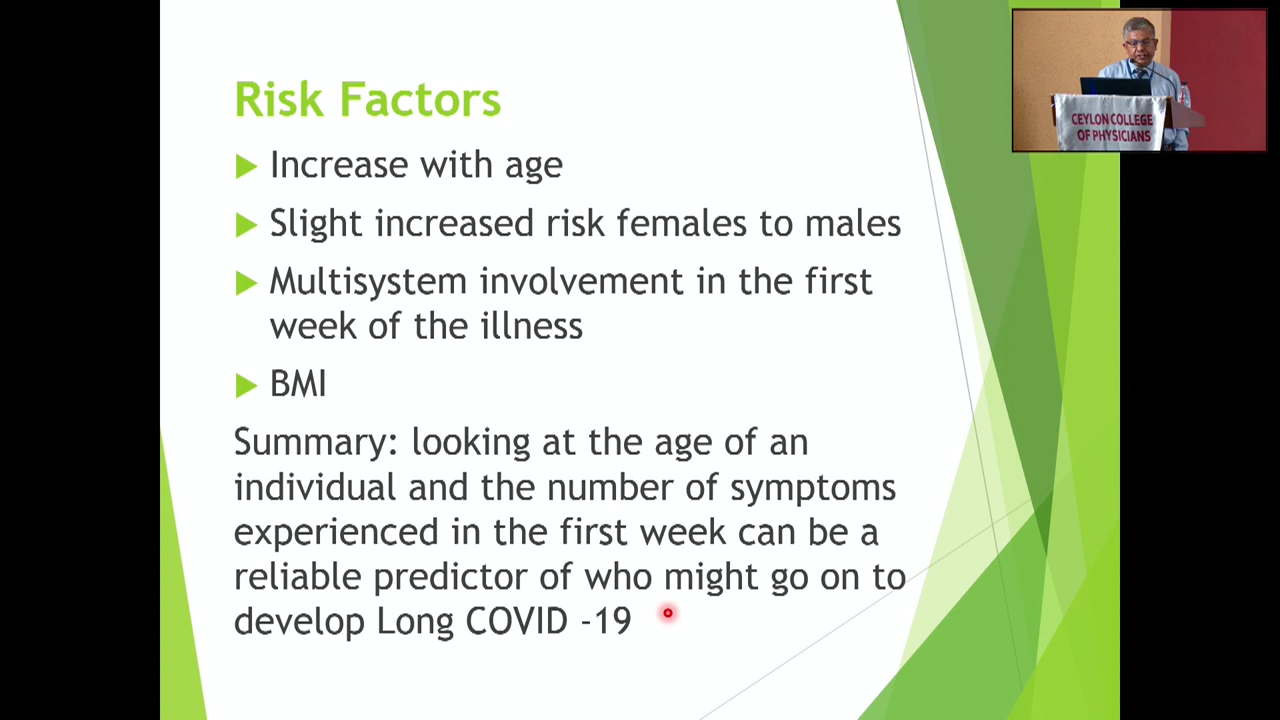 Risk Factors
Increase with age
Slight increased risk females to males
Multisystem involvement in the first
week of the illness
BMI
Summary: looking at the age of an
individual and the number of symptoms
experienced in the first week can be a
reliable predictor of who might go on to
develop Long COVID -19
CEYLON COLLEGE
OF PHYSICIANS